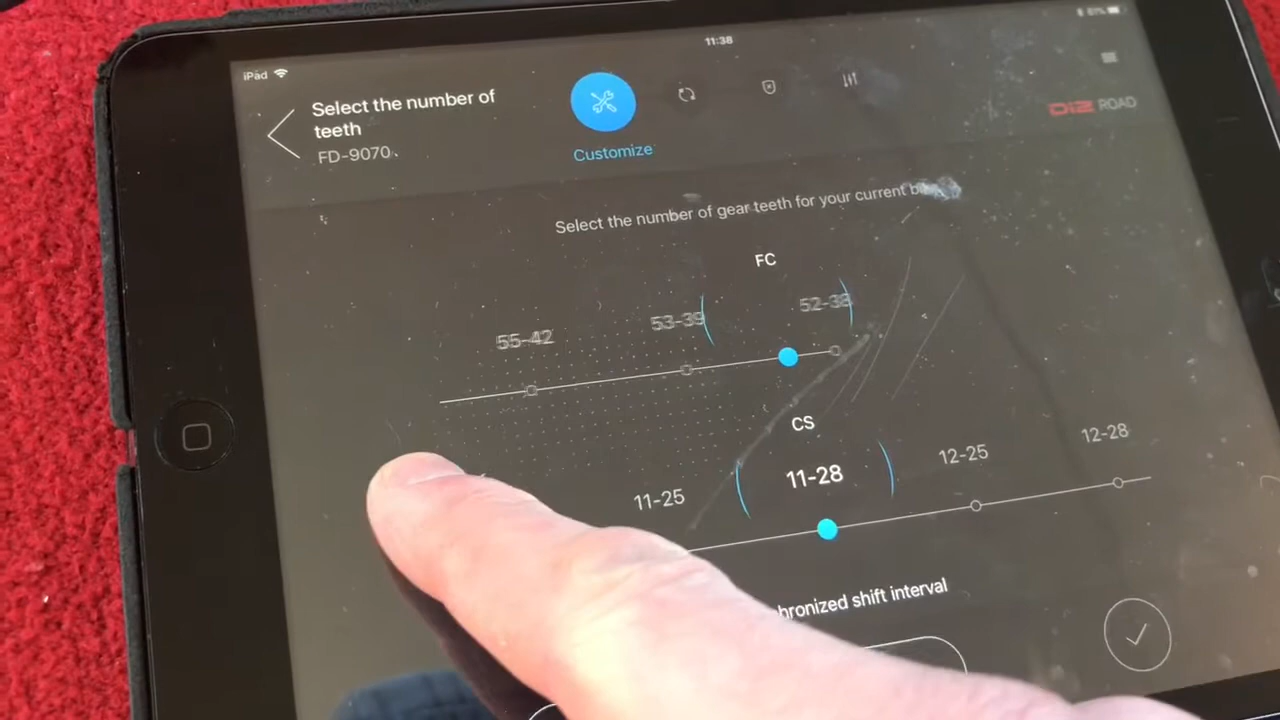 iPad
11:38
Select the number of
teeth
FD-9070
Customize
Di2 ROAD
Select the number of gear teeth for your current
FC
55-42
53-39
52-38
CS
11-25
11-28
12-25
12-28
shift interval